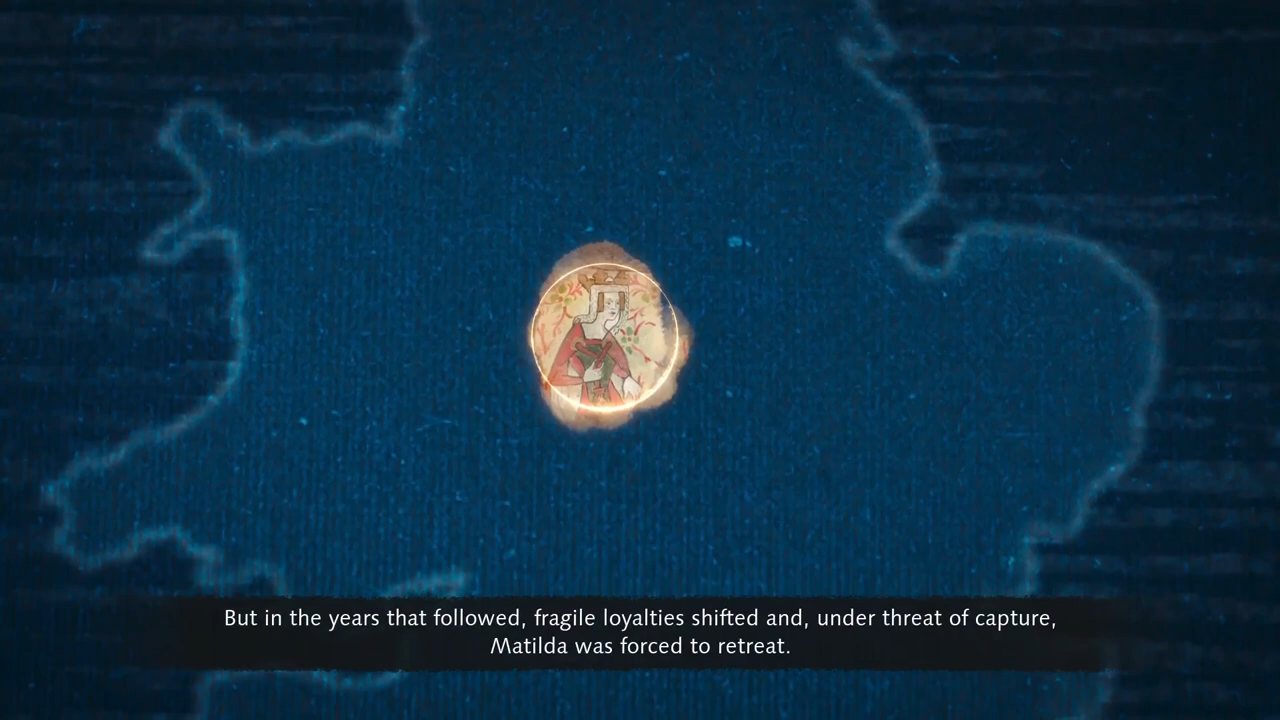 But in the years that followed, fragile loyalties shifted and, under threat of capture,
Matilda was forced to retreat.